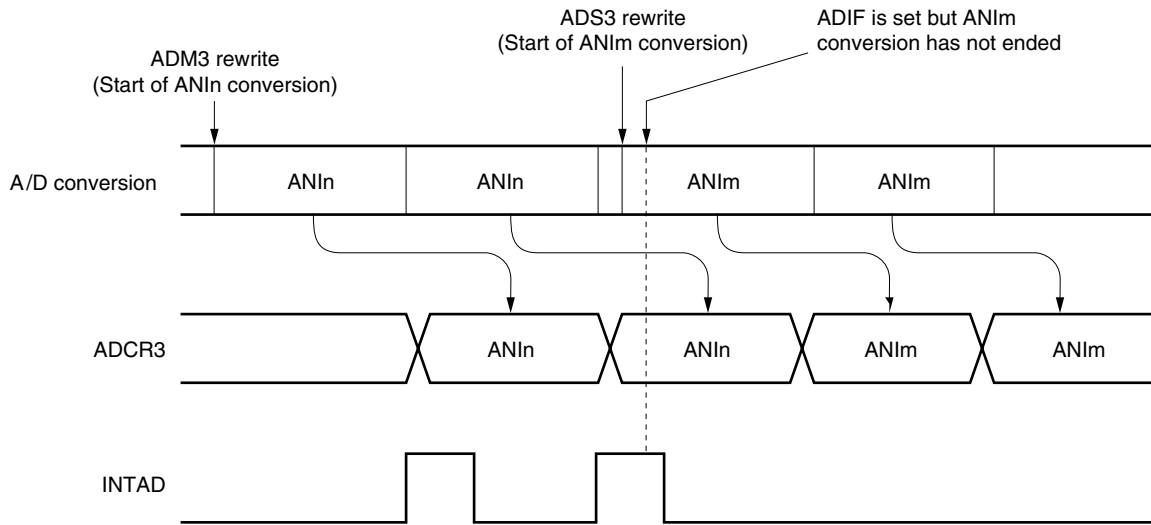 ADS3 rewrite
(Start of ANIm conversion)
ADIF is set but ANIm
conversion has not ended
ADM3 rewrite
(Start of ANIn conversion)
A/D conversion
ANIn
ANIn
ANIm
ANIm
ADCR3
ANIn
ANIn
ANIm
ANIm
INTAD